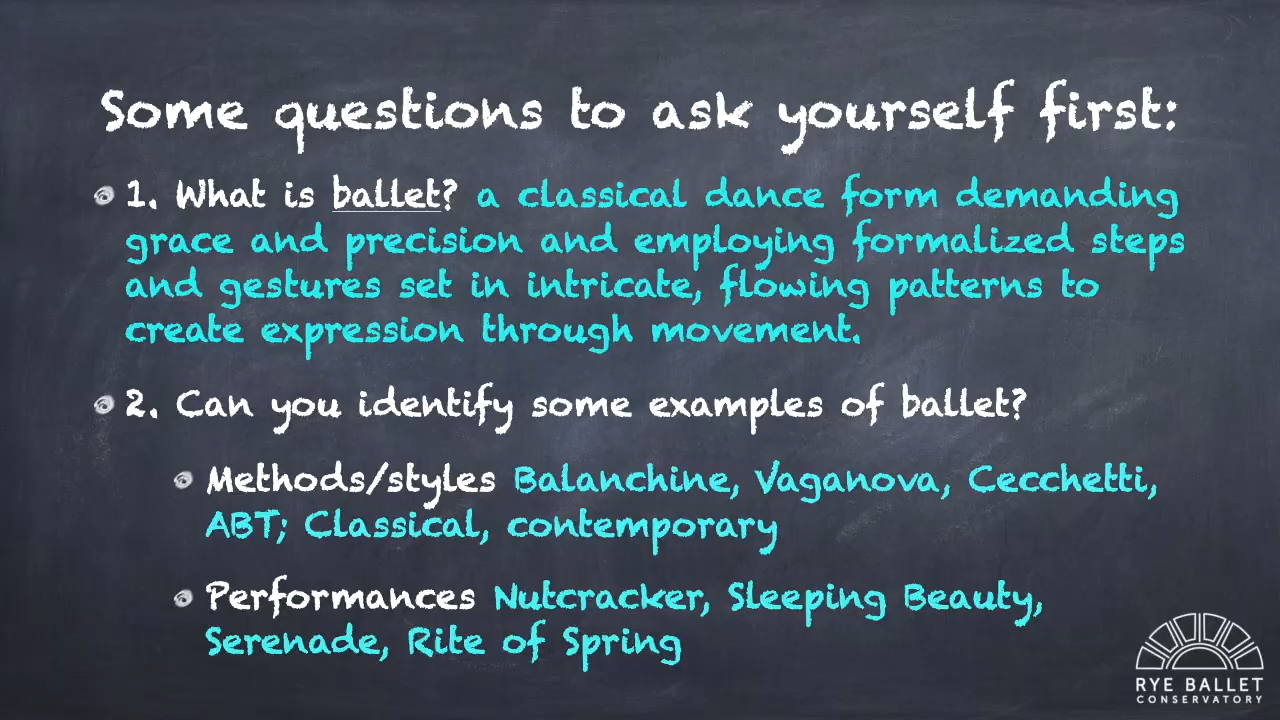 Some questions to ask yourself first:
1. What is ballet? a classical dance form demanding
grace and precision and employing formalized steps
and gestures set in intricate, flowing patterns to
create expression through movement.
2. Can you identify some examples of ballet?
Methods/styles Balanchine, Vaganova, Cecchetti,
ABT; Classical, contemporary
Performances Nutcracker, Sleeping Beauty,
Serenade, Rite of Spring
RYE BALLET
CONSERVATORY